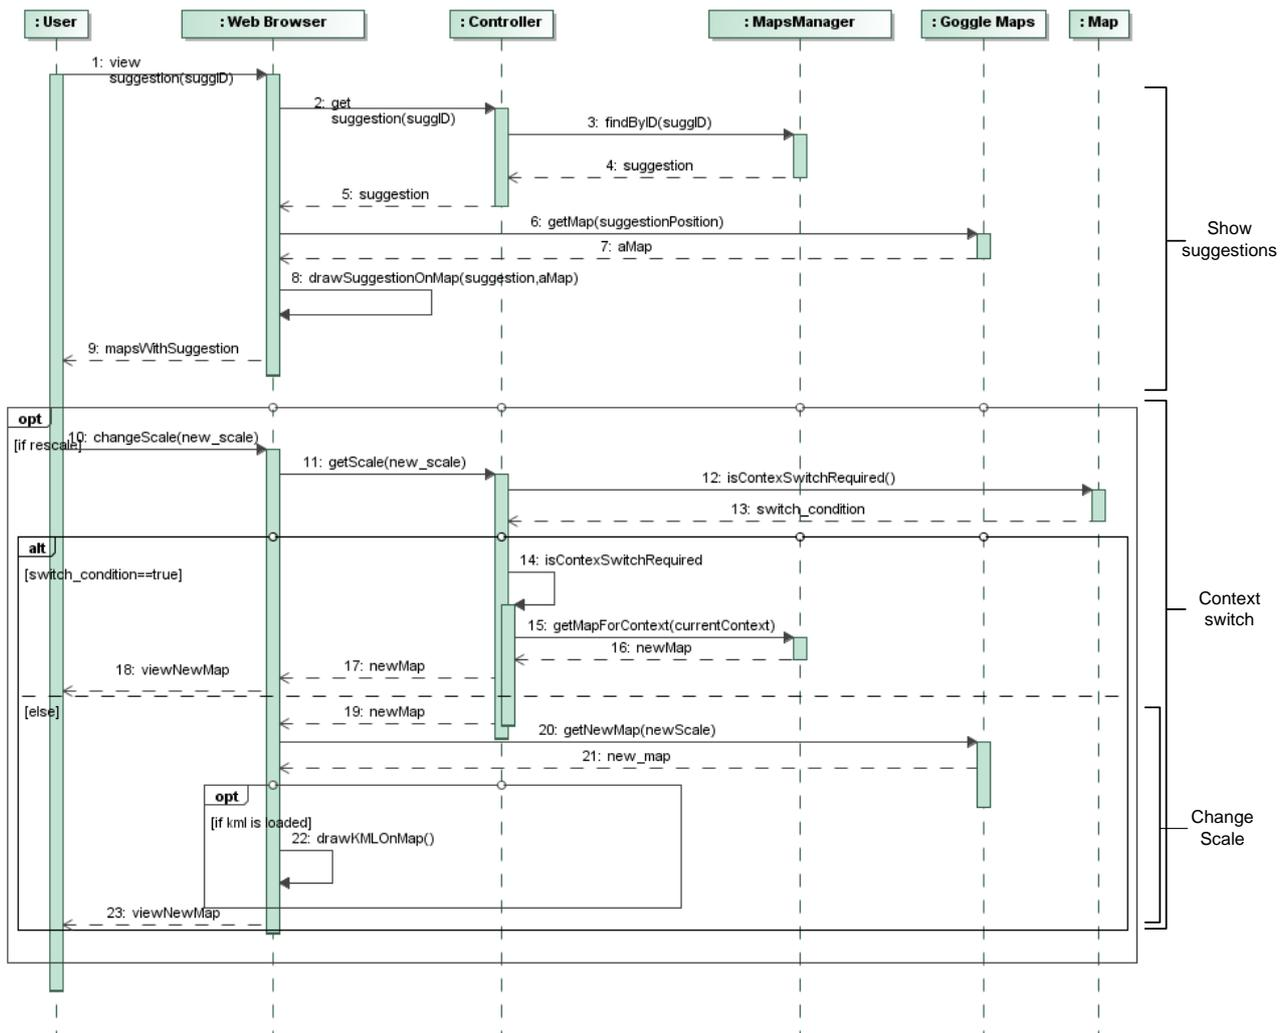 : User
: Web Browser
: Controller
: MapsManager
: Goggle Maps
: Map
1: view
suggestion(suggID)
2: get
suggestion(suggID)
3: findByID(suggID)
4: suggestion
5: suggestion
6: getMap(suggestionPosition)
7: aMap
8: drawSuggestionOnMap(suggestion,aMap)
9: mapsWithSuggestion
Show
suggestions
opt
[if rescale]
10: changeScale(new_scale)
11: getScale(new_scale)
12: isContexSwitchRequired()
13: switch_condition
alt
[switch_condition==true]
14: isContexSwitchRequired
15: getMapForContext(currentContext)
16: newMap
17: newMap
18: viewNewMap
Context
switch
[else]
19: newMap
20: getNewMap(newScale)
21: new_map
opt
[if kml is loaded]
22: drawKMLOnMap()
23: viewNewMap
Change
Scale